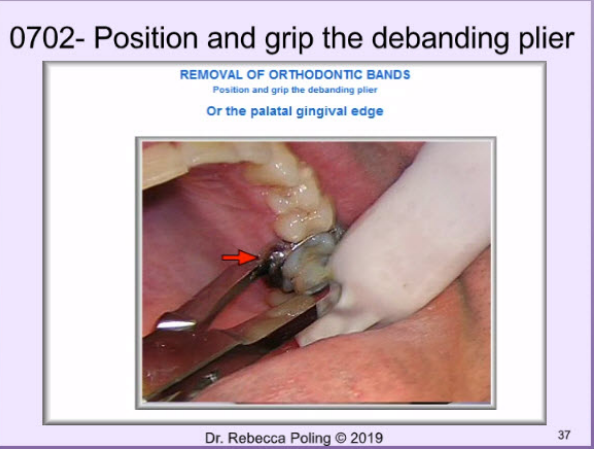 0702- Position and grip the debanding plier
REMOVAL OF ORTHODONTIC BANDS
Position and grip the debanding plier
Or the palatal gingival edge
Dr. Rebecca Poling © 2019
37